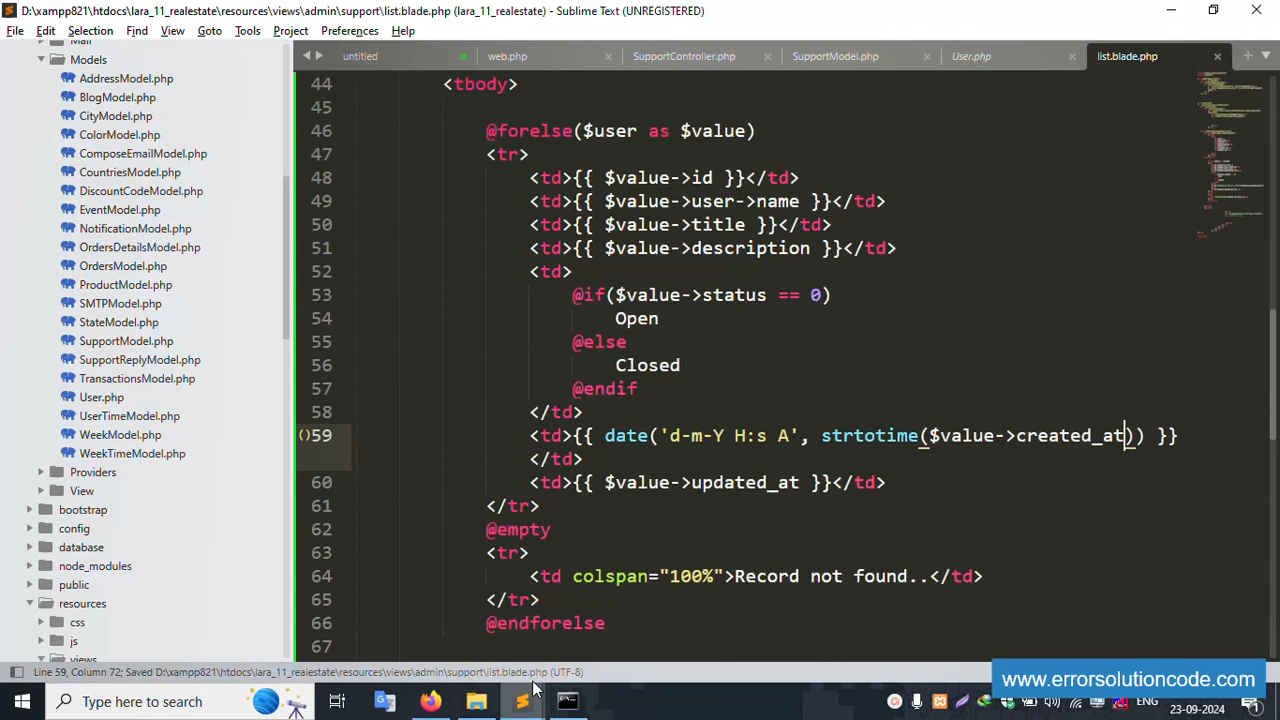 D:\xampp821\htdocs\lara_11_realestate\resources\views\admin\support\list.blade.php (lara_11_realestate) - Sublime Text (UNREGISTERED)
File Edit Selection Find View Goto Tools Project Preferences Help
Models
AddressModel.php
BlogModel.php
CityModel.php
ColorModel.php
ComposeEmailModel.php
CountriesModel.php
DiscountCodeModel.php
EventModel.php
NotificationModel.php
OrdersDetailsModel.php
OrdersModel.php
ProductModel.php
SMTPModel.php
StateModel.php
SupportModel.php
SupportReplyModel.php
TransactionsModel.php
User.php
UserTimeModel.php
WeekModel.php
WeekTimeModel.php
Providers
View
bootstrap
config
database
node_modules
public
resources
css
js
views
untitled web.php SupportController.php SupportModel.php User.php list.blade.php
44 <tbody>
45
46 @forelse($user as $value)
47 <tr>
48 <td>{{ $value->id }}</td>
49 <td>{{ $value->user->name }}</td>
50 <td>{{ $value->title }}</td>
51 <td>{{ $value->description }}</td>
52 <td>
53 @if($value->status == 0)
54 Open
55 @else
56 Closed
57 @endif
58 </td>
59 <td>{{ date('d-m-Y H:s A', strtotime($value->created_at)) }}
</td>
60 <td>{{ $value->updated_at }}</td>
61 </tr>
62 @empty
63 <tr>
64 <td colspan="100%">Record not found..</td>
65 </tr>
66 @endforelse
67
Line 59, Column 72; Saved D:\xampp821\htdocs\lara_11_realestate\resources\views\admin\support\list.blade.php (UTF-8)
www.errorsolutioncode.com
Type here to search
ENG
23-09-2024